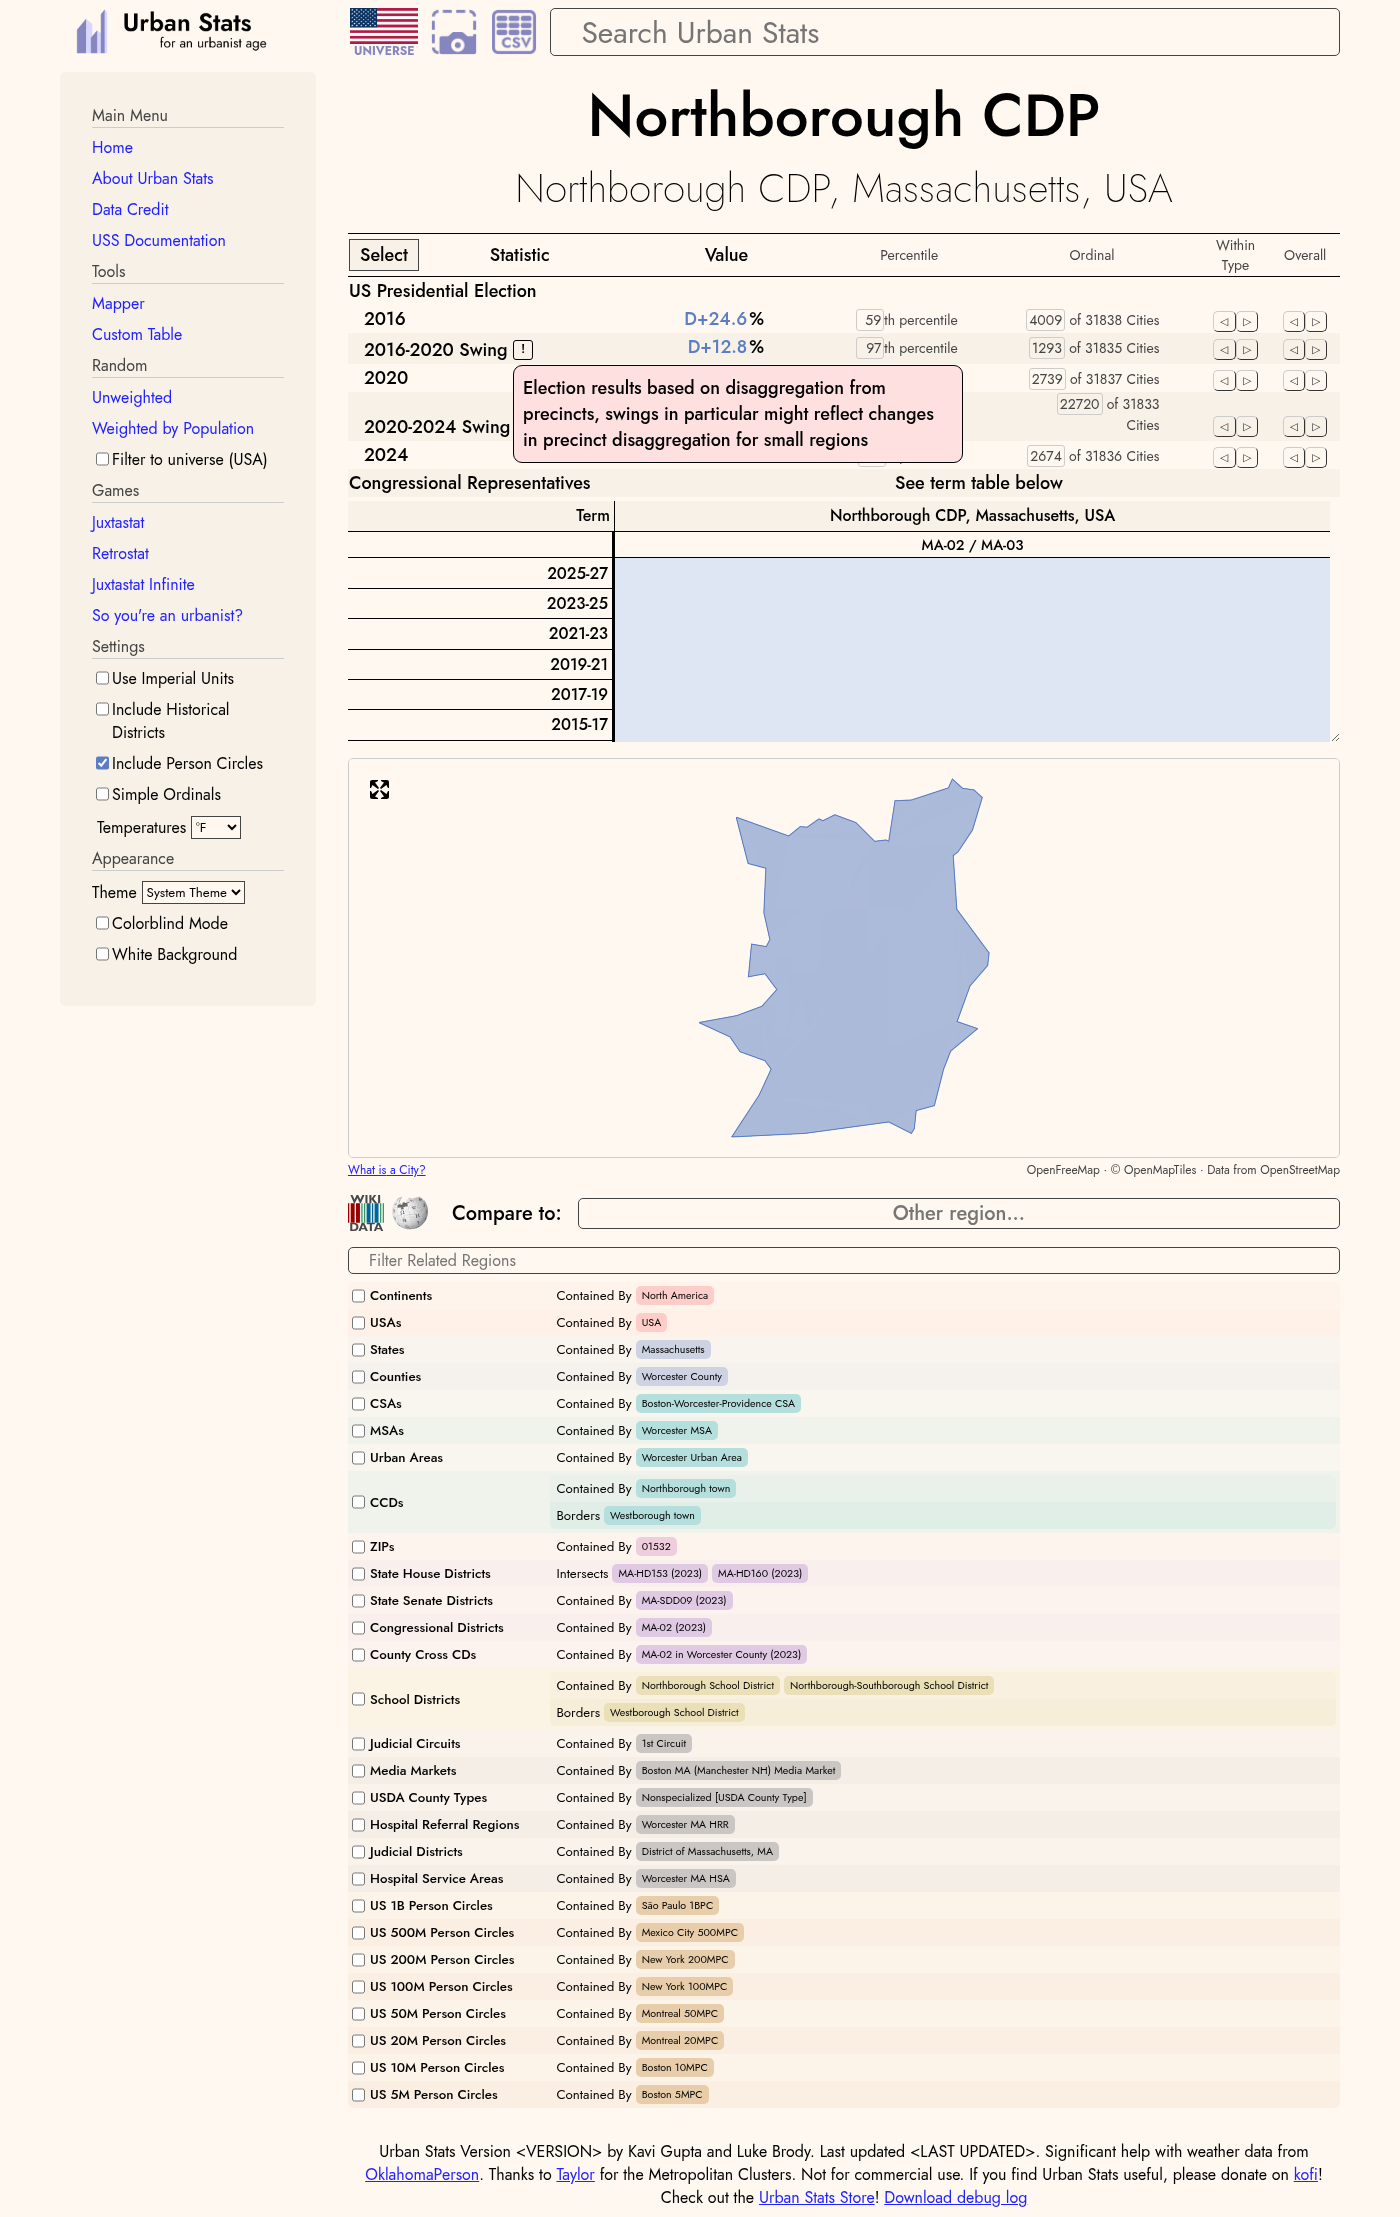 Urban Stats
for an urbanist age
UNIVERSE
CSV
Search Urban Stats
Main Menu
Home
About Urban Stats
Data Credit
USS Documentation
Tools
Mapper
Custom Table
Random
Unweighted
Weighted by Population
Filter to universe (USA)
Games
Juxtastat
Retrostat
Juxtastat Infinite
So you're an urbanist?
Settings
Use Imperial Units
Include Historical
Districts
Include Person Circles
Simple Ordinals
Temperatures °F
Appearance
Theme System Theme
Colorblind Mode
White Background
Northborough CDP
Northborough CDP, Massachusetts, USA
Select Statistic Value Percentile Ordinal Within Type Overall
US Presidential Election
2016 D+24.6% 59th percentile 4009 of 31838 Cities ◁ ▷ ◁ ▷
2016-2020 Swing ! D+12.8% 97th percentile 1293 of 31835 Cities ◁ ▷ ◁ ▷
2020 2739 of 31837 Cities ◁ ▷ ◁ ▷
Election results based on disaggregation from
precincts, swings in particular might reflect changes
in precinct disaggregation for small regions
2020-2024 Swing 22720 of 31833 Cities ◁ ▷ ◁ ▷
2024 2674 of 31836 Cities ◁ ▷ ◁ ▷
Congressional Representatives See term table below
Term Northborough CDP, Massachusetts, USA
MA-02 / MA-03
2025-27
2023-25
2021-23
2019-21
2017-19
2015-17
What is a City? OpenFreeMap · © OpenMapTiles · Data from OpenStreetMap
WIKI
DATA
Compare to: Other region...
Filter Related Regions
Continents Contained By North America
USAs Contained By USA
States Contained By Massachusetts
Counties Contained By Worcester County
CSAs Contained By Boston-Worcester-Providence CSA
MSAs Contained By Worcester MSA
Urban Areas Contained By Worcester Urban Area
CCDs Contained By Northborough town
Borders Westborough town
ZIPs Contained By 01532
State House Districts Intersects MA-HD153 (2023) MA-HD160 (2023)
State Senate Districts Contained By MA-SDD09 (2023)
Congressional Districts Contained By MA-02 (2023)
County Cross CDs Contained By MA-02 in Worcester County (2023)
School Districts Contained By Northborough School District Northborough-Southborough School District
Borders Westborough School District
Judicial Circuits Contained By 1st Circuit
Media Markets Contained By Boston MA (Manchester NH) Media Market
USDA County Types Contained By Nonspecialized [USDA County Type]
Hospital Referral Regions Contained By Worcester MA HRR
Judicial Districts Contained By District of Massachusetts, MA
Hospital Service Areas Contained By Worcester MA HSA
US 1B Person Circles Contained By São Paulo 1BPC
US 500M Person Circles Contained By Mexico City 500MPC
US 200M Person Circles Contained By New York 200MPC
US 100M Person Circles Contained By New York 100MPC
US 50M Person Circles Contained By Montreal 50MPC
US 20M Person Circles Contained By Montreal 20MPC
US 10M Person Circles Contained By Boston 10MPC
US 5M Person Circles Contained By Boston 5MPC
Urban Stats Version <VERSION> by Kavi Gupta and Luke Brody. Last updated <LAST UPDATED>. Significant help with weather data from
OklahomaPerson. Thanks to Taylor for the Metropolitan Clusters. Not for commercial use. If you find Urban Stats useful, please donate on kofi!
Check out the Urban Stats Store! Download debug log